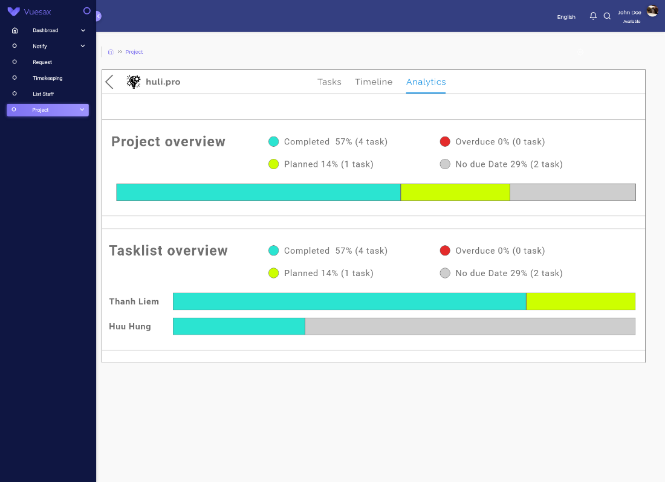 Vuesax
English
John Doe
Available
Dashbroad
Notify
Request
Timekeeping
List Staff
Project
>> Project
huli.pro
Tasks Timeline Analytics
Project overview
Completed 57% (4 task)
Overduce 0% (0 task)
Planned 14% (1 task)
No due Date 29% (2 task)
Tasklist overview
Completed 57% (4 task)
Overduce 0% (0 task)
Planned 14% (1 task)
No due Date 29% (2 task)
Thanh Liem
Huu Hung